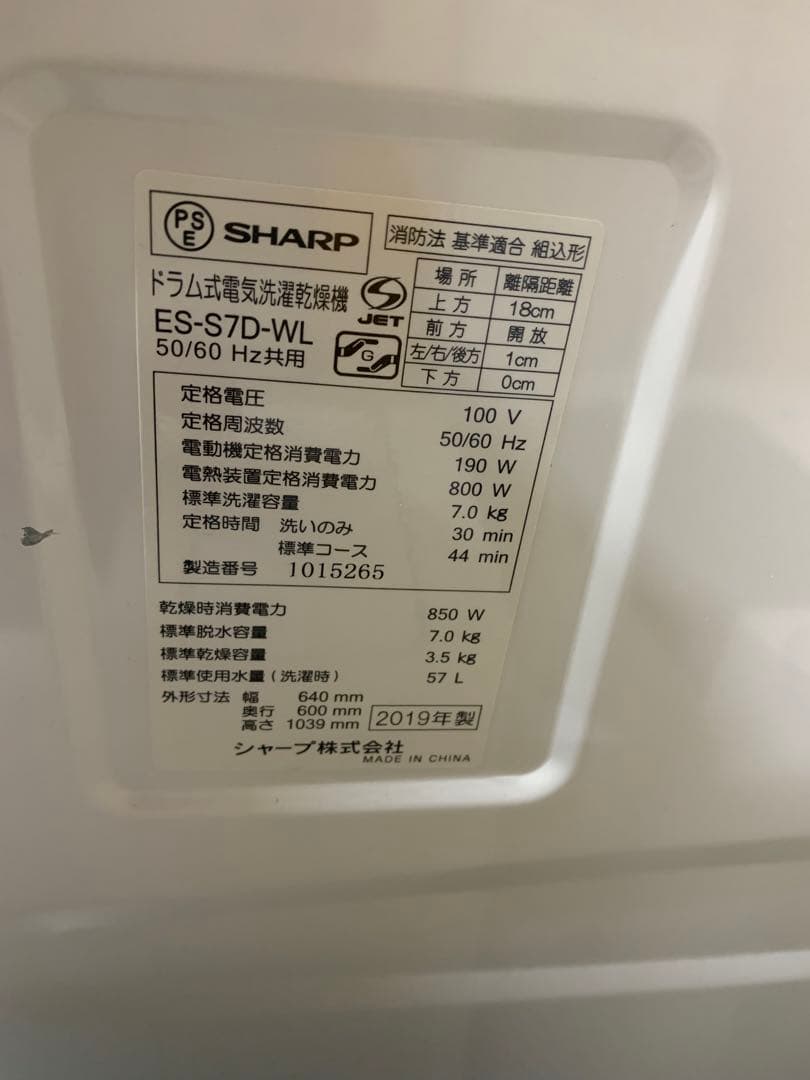 PSE SHARP
消防法 基準適合 組込形
場所 離隔距離
上方 18cm
前方 開放
左/右/後方 1cm
下方 0cm
ドラム式電気洗濯乾燥機
S JET
ES-S7D-WL
G
50/60 Hz共用
定格電圧 100 V
定格周波数 50/60 Hz
電動機定格消費電力 190 W
電熱装置定格消費電力 800 W
標準洗濯容量 7.0 kg
定格時間 洗いのみ 30 min
標準コース 44 min
製造番号 1015265
乾燥時消費電力 850 W
標準脱水容量 7.0 kg
標準乾燥容量 3.5 kg
標準使用水量(洗濯時) 57 L
外形寸法 幅 640 mm
奥行 600 mm
高さ 1039 mm 2019年製
シャープ株式会社
MADE IN CHINA